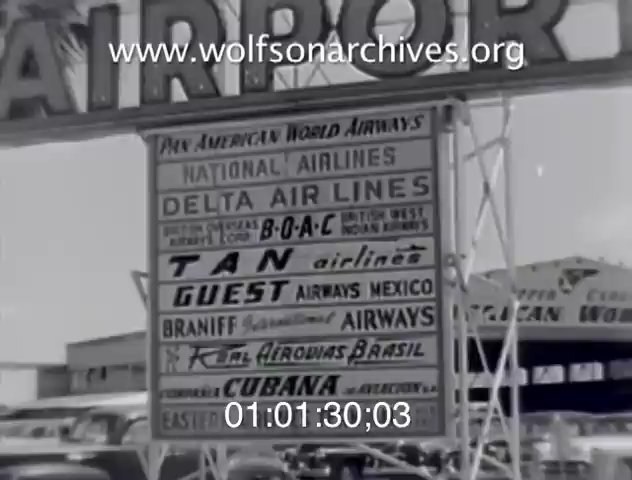 AIRPORT
www.wolfsonarchives.org
PAN AMERICAN WORLD AIRWAYS
NATIONAL AIRLINES
DELTA AIR LINES
BRITISH OVERSEAS AIRWAYS CORP. B·O·A·C BRITISH WEST INDIAN AIRWAYS
TAN airlines
GUEST AIRWAYS MEXICO
BRANIFF International AIRWAYS
REAL AEROVIAS BRASIL
COMPAÑIA CUBANA DE AVIACION S.A.
EASTERN
01:01:30;03